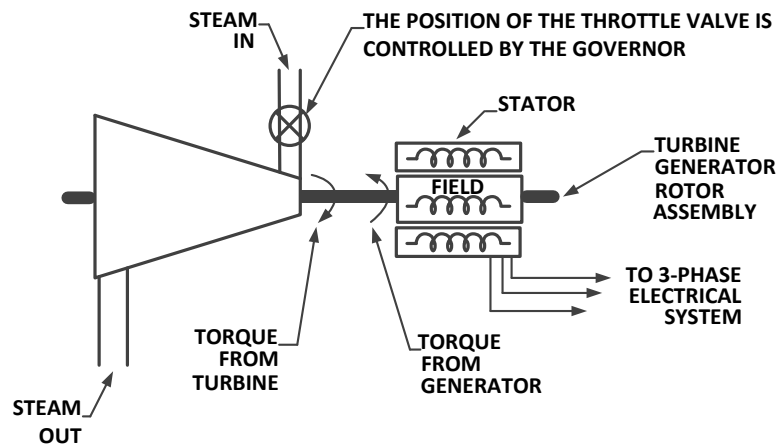 STEAM
IN
THE POSITION OF THE THROTTLE VALVE IS
CONTROLLED BY THE GOVERNOR
STATOR
FIELD
TURBINE
GENERATOR
ROTOR
ASSEMBLY
TO 3-PHASE
ELECTRICAL
SYSTEM
TORQUE
FROM
TURBINE
TORQUE
FROM
GENERATOR
STEAM
OUT